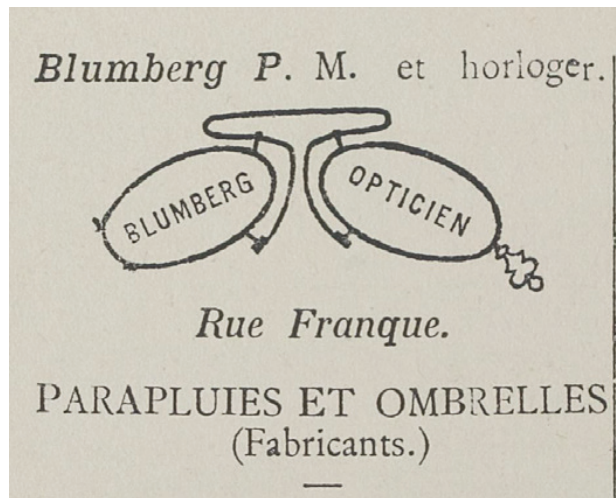 Blumberg P. M. et horloger.
BLUMBERG
OPTICIEN
Rue Franque.
PARAPLUIES ET OMBRELLES
(Fabricants.)